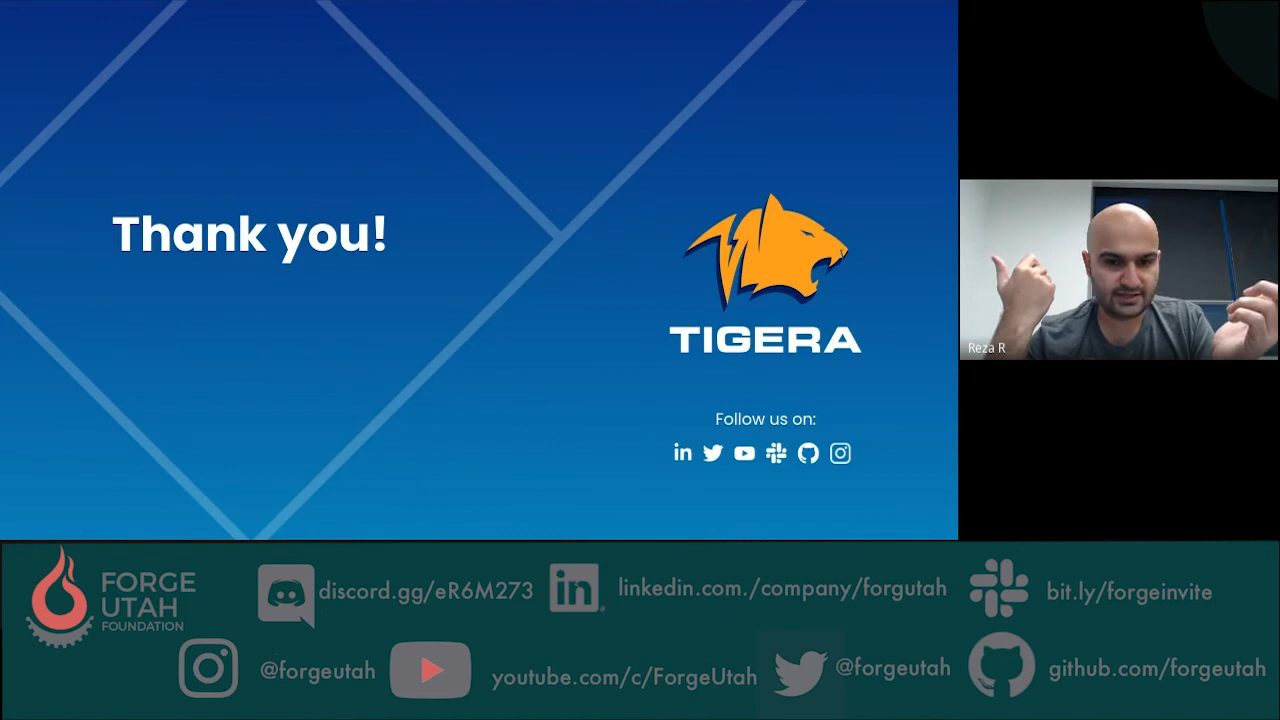 Thank you!
TIGERA
Follow us on:
Reza R
FORGE
UTAH
FOUNDATION
discord.gg/eR6M273
linkedin.com./company/forgutah
bit.ly/forgeinvite
@forgeutah
youtube.com/c/ForgeUtah
@forgeutah
github.com/forgeutah